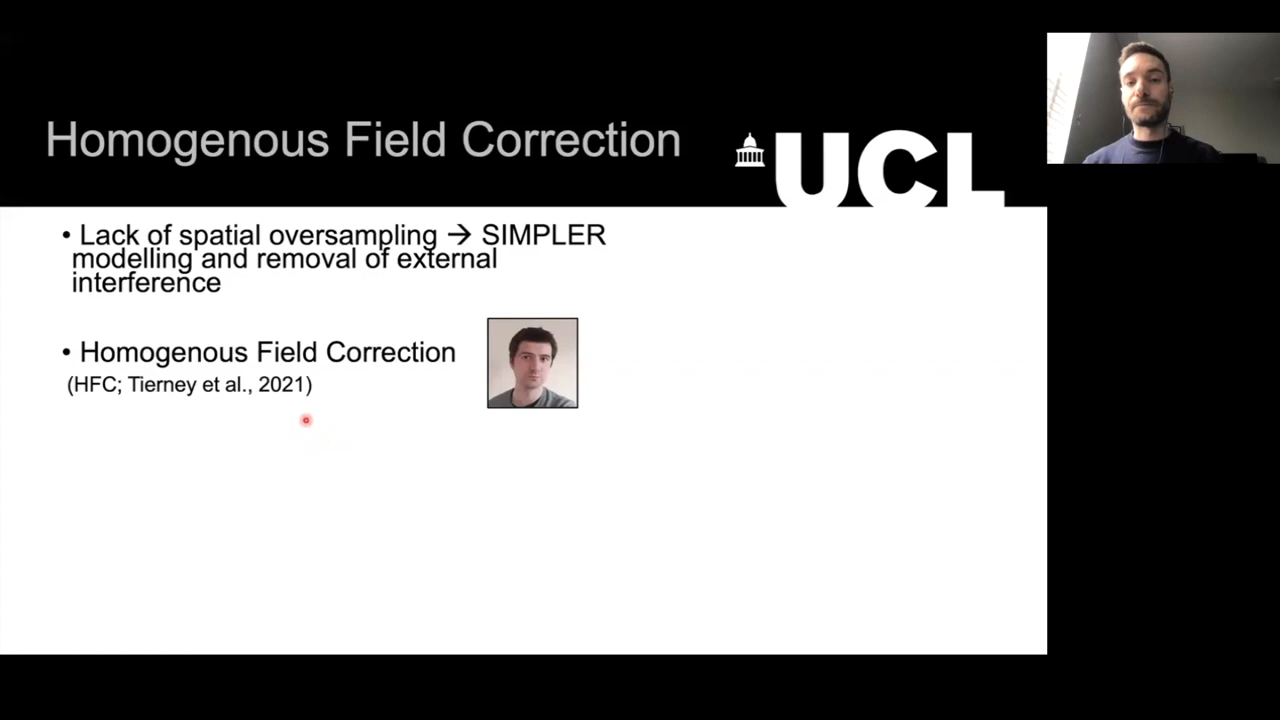 Homogenous Field Correction
UCL
• Lack of spatial oversampling → SIMPLER
modelling and removal of external
interference
• Homogenous Field Correction
(HFC; Tierney et al., 2021)